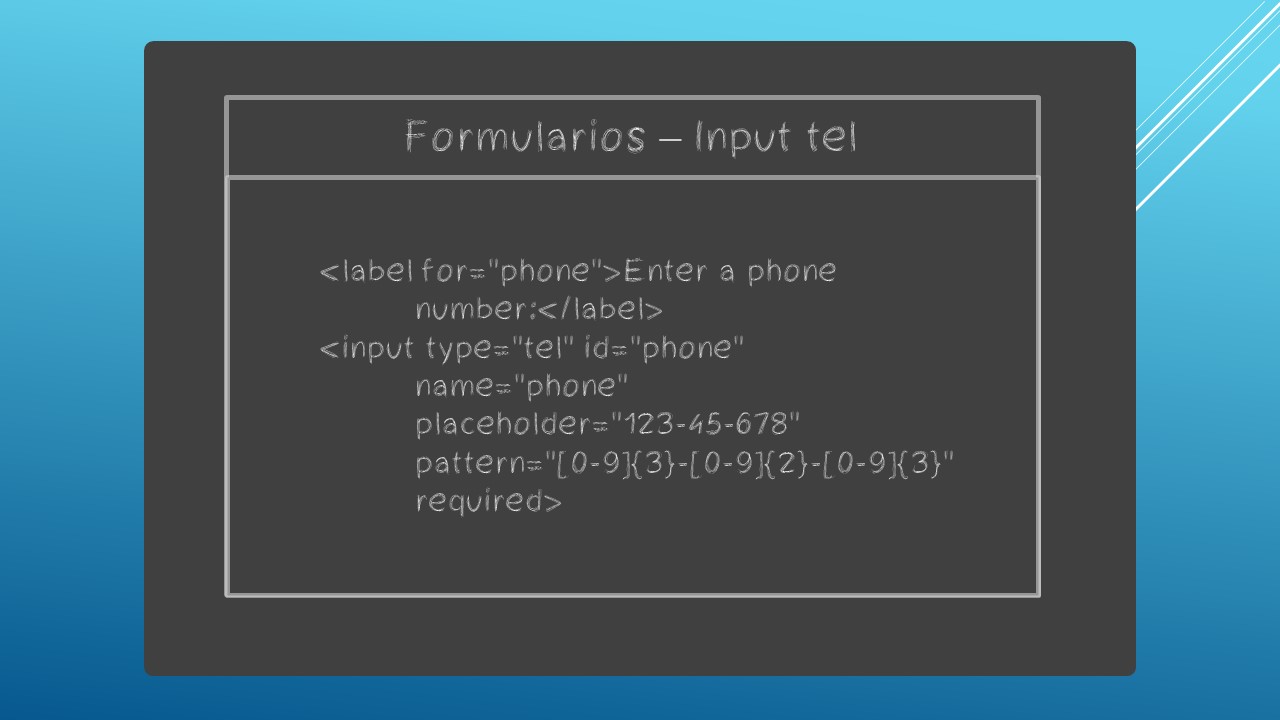 Formularios – Input tel
<label for="phone">Enter a phone
number:</label>
<input type="tel" id="phone"
name="phone"
placeholder="123-45-678"
pattern="[0-9]{3}-[0-9]{2}-[0-9]{3}"
required>